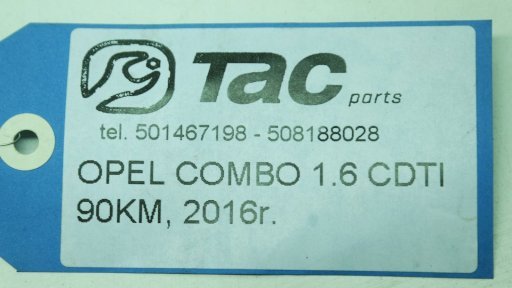 Tac parts
tel. 501467198 - 508188028
OPEL COMBO 1.6 CDTI
90KM, 2016r.